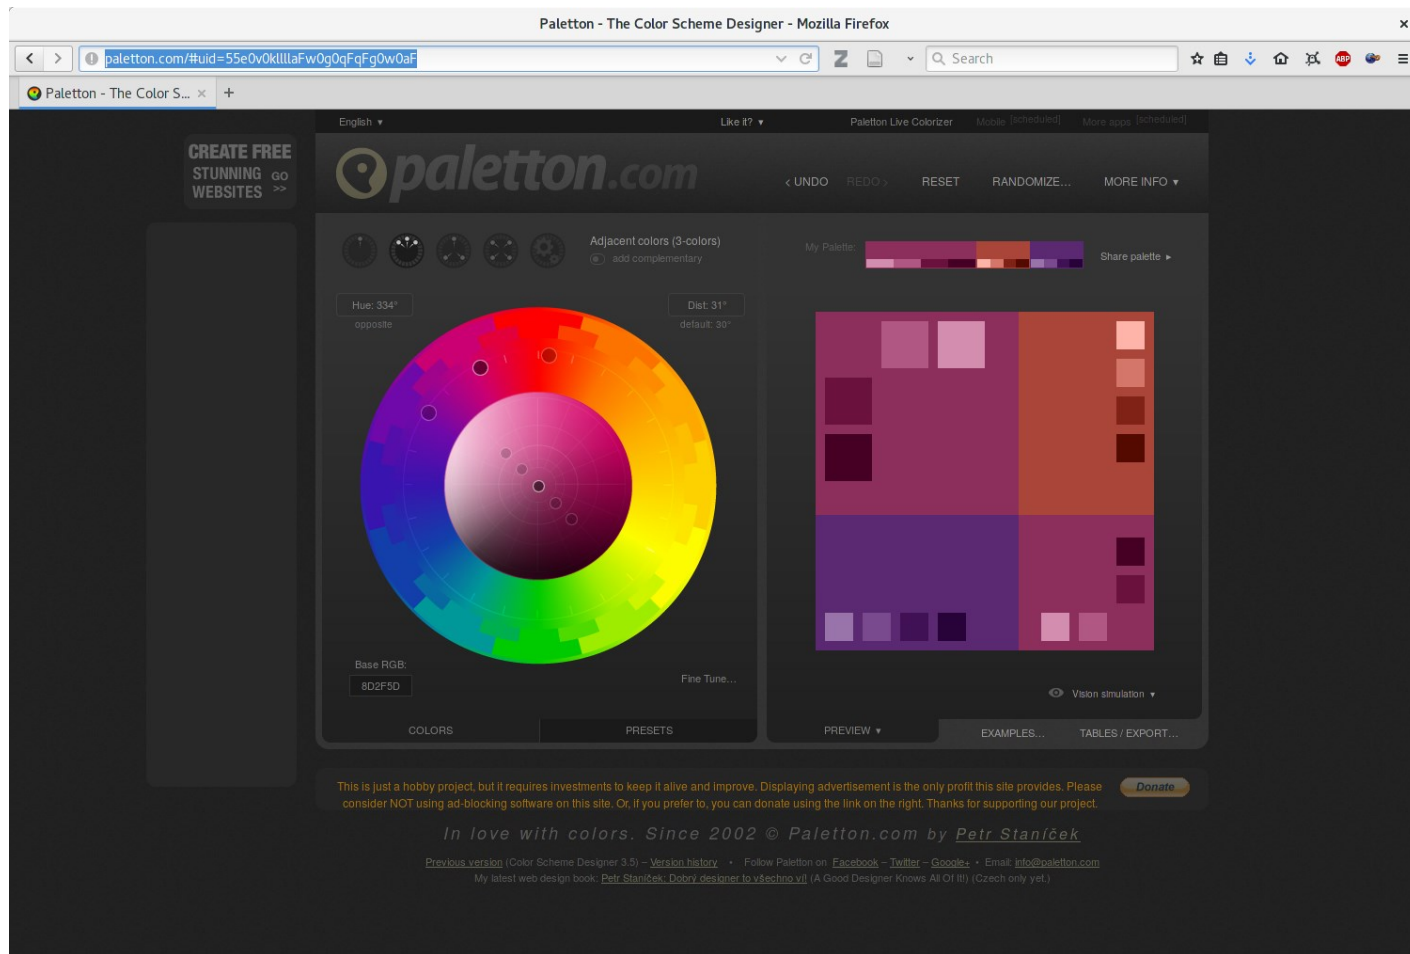 Paletton - The Color Scheme Designer - Mozilla Firefox
paletton.com/#uid=55e0v0kllllaFw0g0qFqFg0w0aF
Search
ABP
Paletton - The Color S...
English
Like it?
Paletton Live Colorizer
Mobile [scheduled]
More apps [scheduled]
CREATE FREE
STUNNING GO
WEBSITES >>
paletton.com
< UNDO
REDO >
RESET
RANDOMIZE...
MORE INFO
Adjacent colors (3-colors)
add complementary
My Palette:
Share palette
Hue: 334°
opposite
Dist: 31°
default: 30°
Base RGB:
8D2F5D
Fine Tune...
Vision simulation
COLORS
PRESETS
PREVIEW
EXAMPLES...
TABLES / EXPORT...
This is just a hobby project, but it requires investments to keep it alive and improve. Displaying advertisement is the only profit this site provides. Please
consider NOT using ad-blocking software on this site. Or, if you prefer to, you can donate using the link on the right. Thanks for supporting our project.
Donate
In love with colors. Since 2002 © Paletton.com by Petr Staníček
Previous version (Color Scheme Designer 3.5) – Version history • Follow Paletton on Facebook – Twitter – Google+ • Email: info@paletton.com
My latest web design book: Petr Staníček: Dobrý designer to všechno ví! (A Good Designer Knows All Of It!) (Czech only yet.)